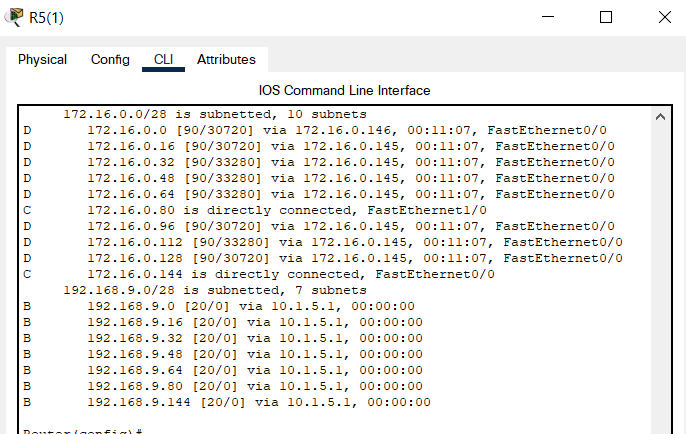 R5(1)
Physical Config CLI Attributes
IOS Command Line Interface
172.16.0.0/28 is subnetted, 10 subnets
D 172.16.0.0 [90/30720] via 172.16.0.146, 00:11:07, FastEthernet0/0
D 172.16.0.16 [90/30720] via 172.16.0.145, 00:11:07, FastEthernet0/0
D 172.16.0.32 [90/33280] via 172.16.0.145, 00:11:07, FastEthernet0/0
D 172.16.0.48 [90/33280] via 172.16.0.145, 00:11:07, FastEthernet0/0
D 172.16.0.64 [90/33280] via 172.16.0.145, 00:11:07, FastEthernet0/0
C 172.16.0.80 is directly connected, FastEthernet1/0
D 172.16.0.96 [90/30720] via 172.16.0.145, 00:11:07, FastEthernet0/0
D 172.16.0.112 [90/33280] via 172.16.0.145, 00:11:07, FastEthernet0/0
D 172.16.0.128 [90/30720] via 172.16.0.145, 00:11:07, FastEthernet0/0
C 172.16.0.144 is directly connected, FastEthernet0/0
192.168.9.0/28 is subnetted, 7 subnets
B 192.168.9.0 [20/0] via 10.1.5.1, 00:00:00
B 192.168.9.16 [20/0] via 10.1.5.1, 00:00:00
B 192.168.9.32 [20/0] via 10.1.5.1, 00:00:00
B 192.168.9.48 [20/0] via 10.1.5.1, 00:00:00
B 192.168.9.64 [20/0] via 10.1.5.1, 00:00:00
B 192.168.9.80 [20/0] via 10.1.5.1, 00:00:00
B 192.168.9.144 [20/0] via 10.1.5.1, 00:00:00
Router(config)#